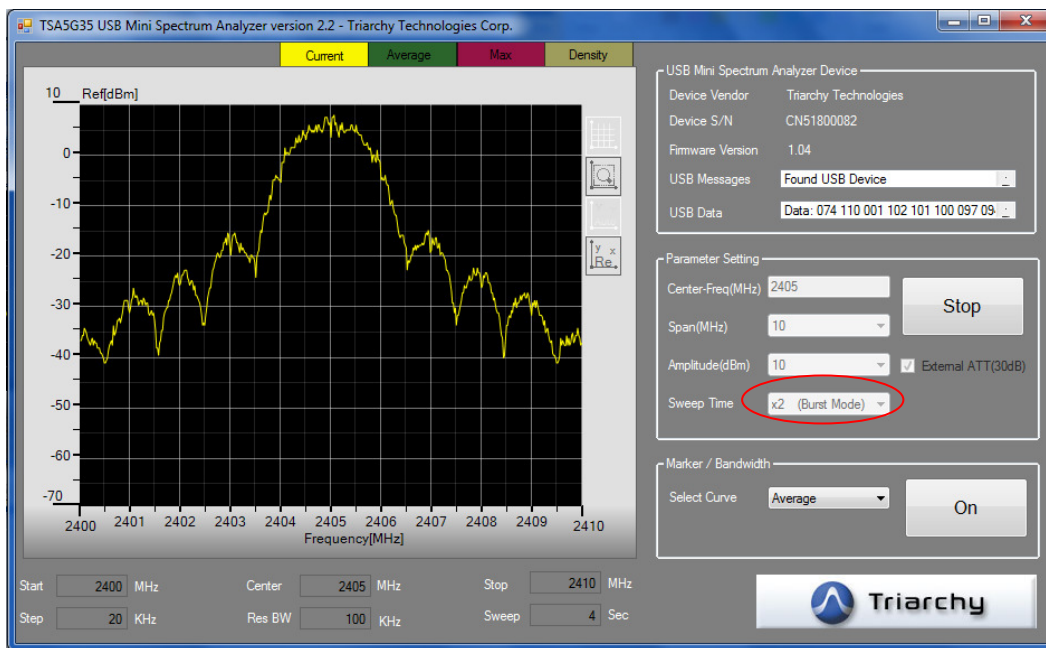 TSA5G35 USB Mini Spectrum Analyzer version 2.2 - Triarchy Technologies Corp.
Current Average Max Density
10 Ref[dBm]
0
-10
-20
-30
-40
-50
-60
-70
2400 2401 2402 2403 2404 2405 2406 2407 2408 2409 2410
Frequency[MHz]
y x
Re.
USB Mini Spectrum Analyzer Device
Device Vendor Triarchy Technologies
Device S/N CN51800082
Firmware Version 1.04
USB Messages Found USB Device
USB Data Data: 074 110 001 102 101 100 097 09
Parameter Setting
Center-Freq(MHz) 2405
Stop
Span(MHz) 10
Amplitude(dBm) 10 External ATT(30dB)
Sweep Time x2 (Burst Mode)
Marker / Bandwidth
Select Curve Average
On
Start 2400 MHz Center 2405 MHz Stop 2410 MHz
Step 20 KHz Res BW 100 KHz Sweep 4 Sec
Triarchy